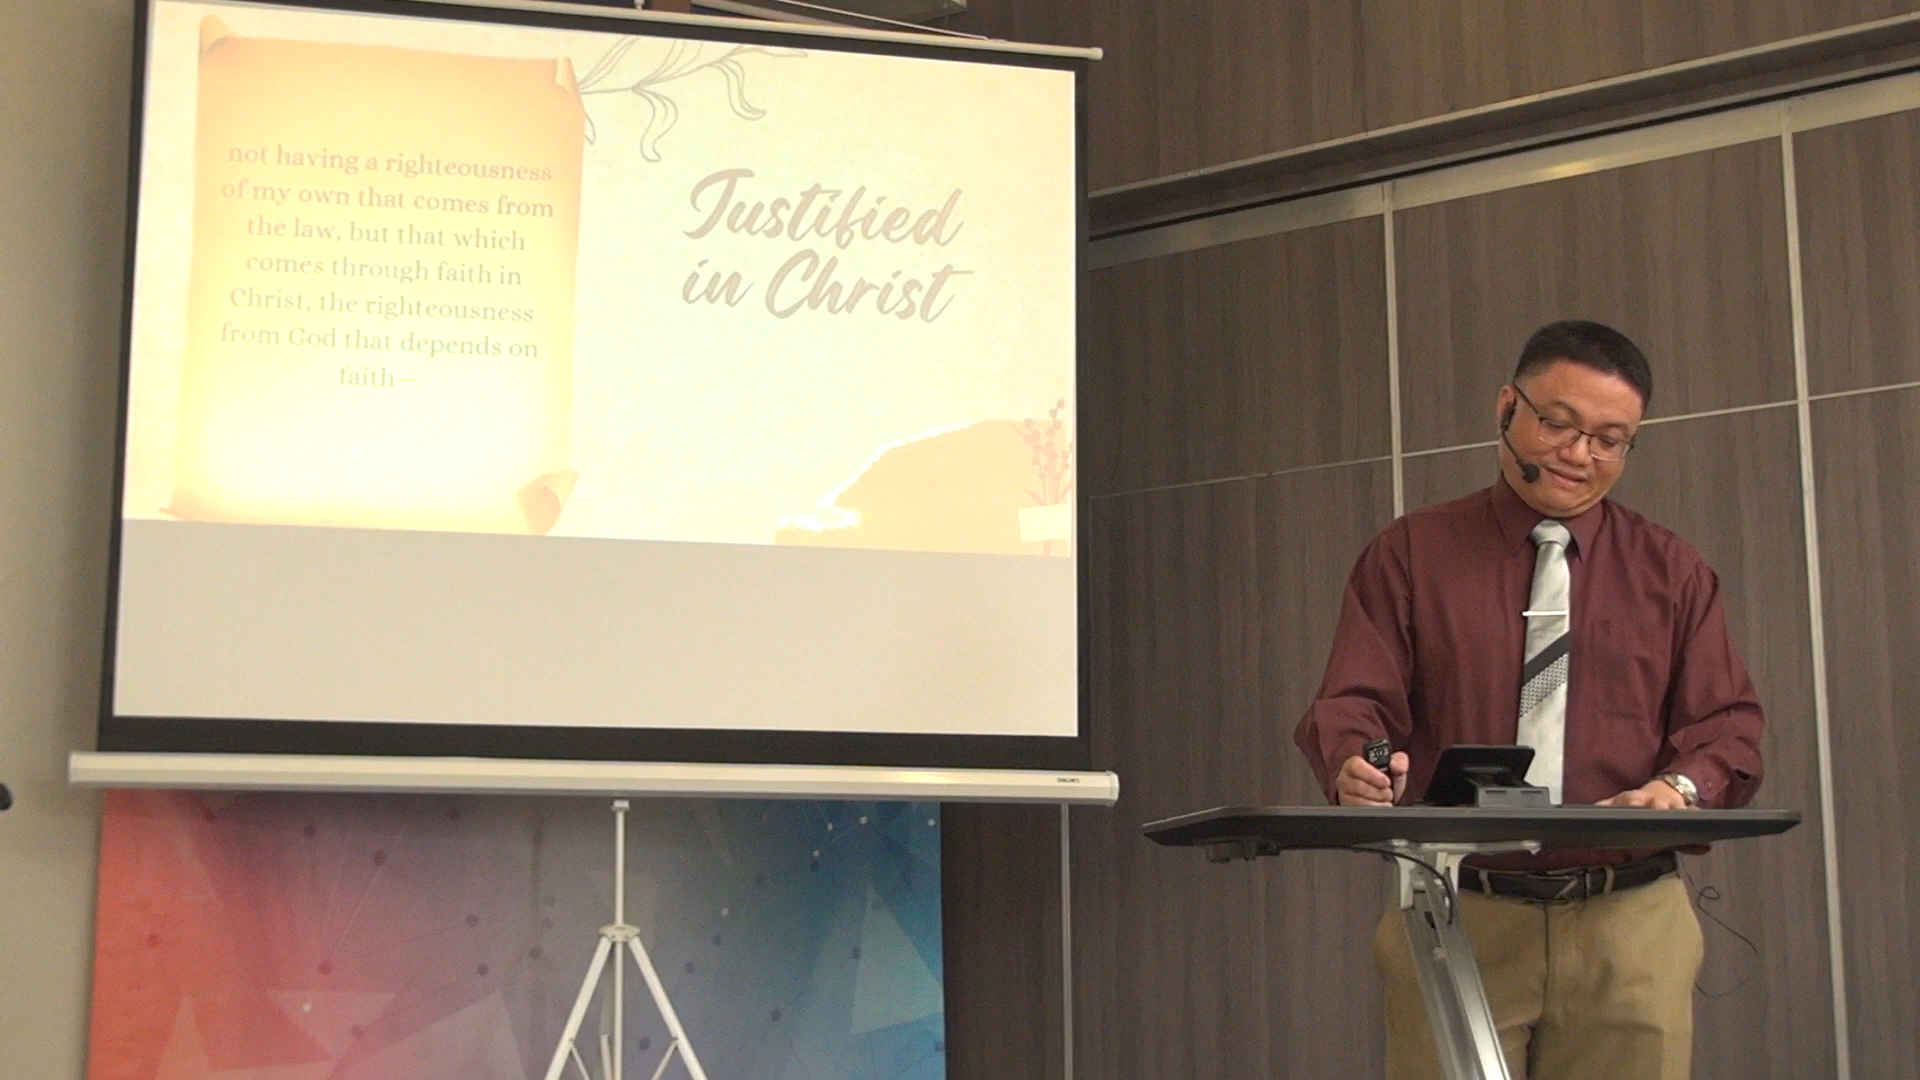 not having a righteousness
of my own that comes from
the law, but that which
comes through faith in
Christ, the righteousness
from God that depends on
faith—
Justified
in Christ